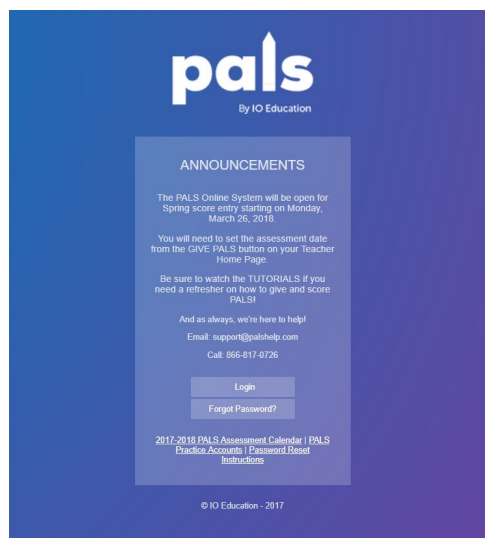 pals
By IO Education
ANNOUNCEMENTS
The PALS Online System will be open for
Spring score entry starting on Monday,
March 26, 2018.
You will need to set the assessment date
from the GIVE PALS button on your Teacher
Home Page.
Be sure to watch the TUTORIALS if you
need a refresher on how to give and score
PALS!
And as always, we're here to help!
Email: support@palshelp.com
Call: 866-817-0726
Login
Forgot Password?
2017-2018 PALS Assessment Calendar | PALS
Practice Accounts | Password Reset
Instructions
© IO Education - 2017